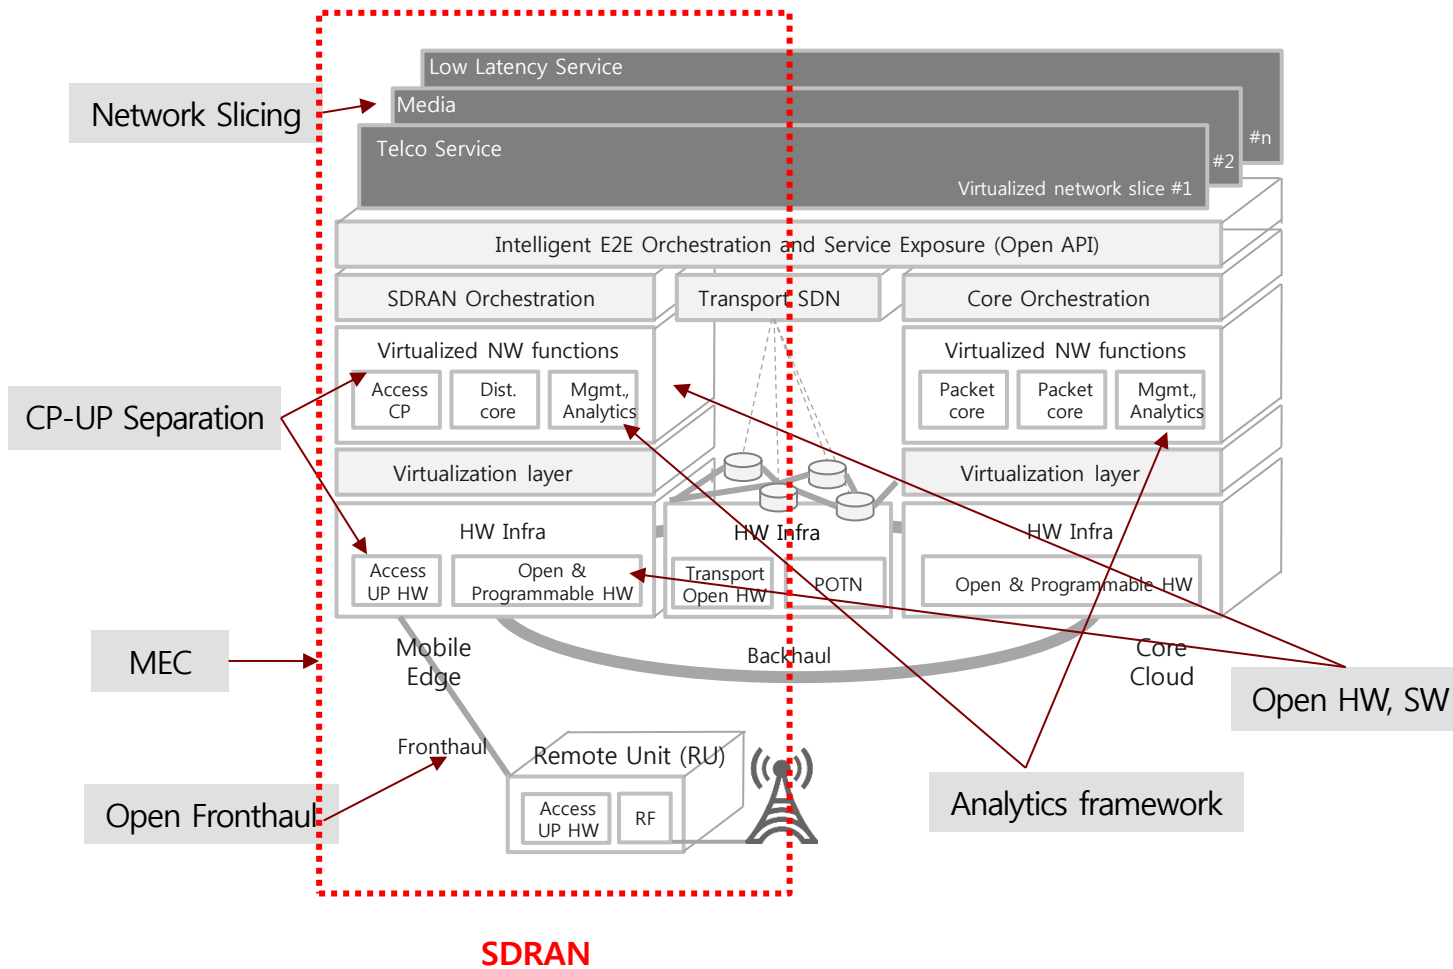 Low Latency Service
Network Slicing
Media
#n
Telco Service
#2
Virtualized network slice #1
Intelligent E2E Orchestration and Service Exposure (Open API)
SDRAN Orchestration
Transport SDN
Core Orchestration
Virtualized NW functions
Access
CP
Dist.
core
Mgmt.,
Analytics
Virtualized NW functions
Packet
core
Packet
core
Mgmt.,
Analytics
CP-UP Separation
Virtualization layer
Virtualization layer
HW Infra
Access
UP HW
Open &
Programmable HW
HW Infra
Transport
Open HW
POTN
HW Infra
Open & Programmable HW
MEC
Mobile
Edge
Backhaul
Core
Cloud
Open HW, SW
Fronthaul
Remote Unit (RU)
Access
UP HW
RF
Open Fronthaul
Analytics framework
SDRAN